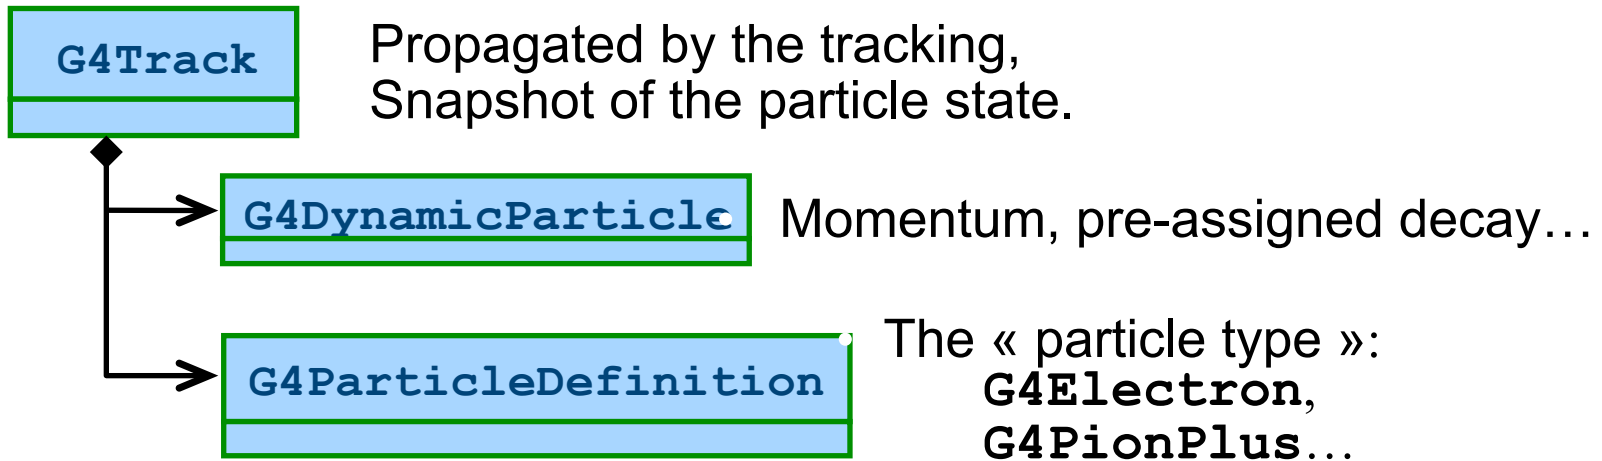 G4Track
Propagated by the tracking,
Snapshot of the particle state.
G4DynamicParticle
Momentum, pre-assigned decay…
G4ParticleDefinition
The « particle type »:
G4Electron,
G4PionPlus…